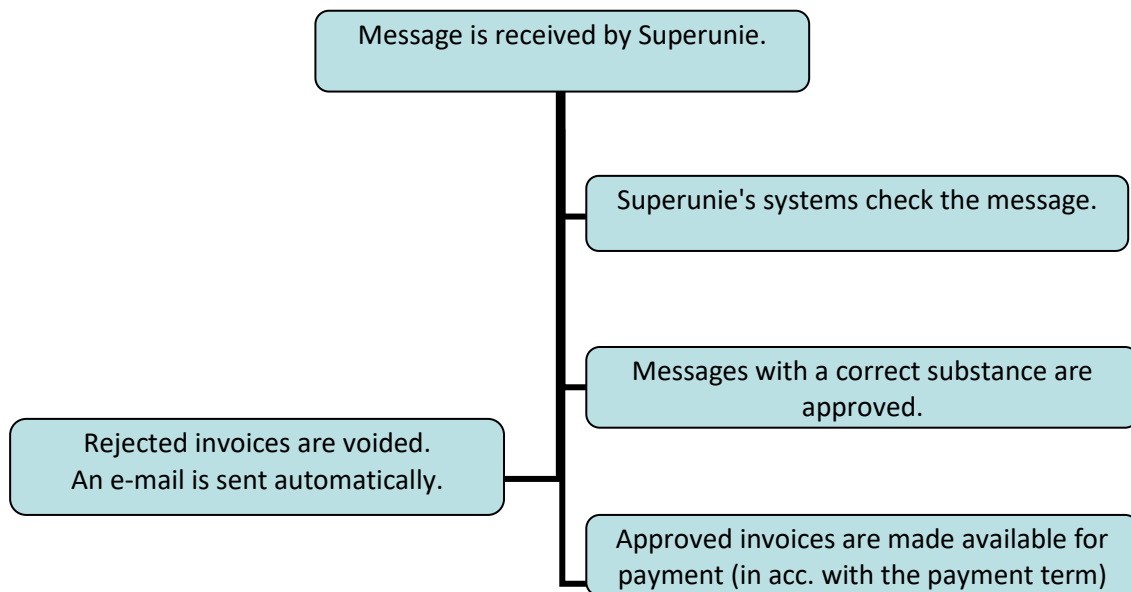 Message is received by Superunie.
Superunie's systems check the message.
Messages with a correct substance are
approved.
Rejected invoices are voided.
An e-mail is sent automatically.
Approved invoices are made available for
payment (in acc. with the payment term)